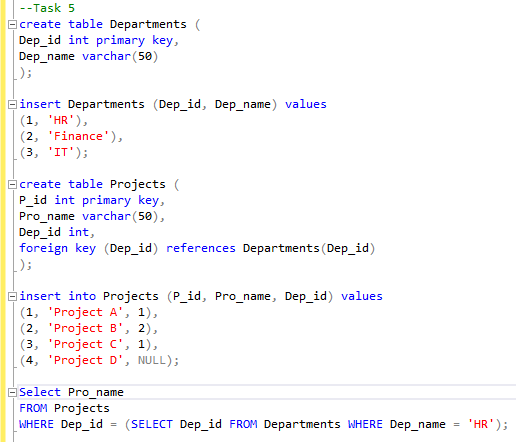 --Task 5
create table Departments (
Dep_id int primary key,
Dep_name varchar(50)
);
insert Departments (Dep_id, Dep_name) values
(1, 'HR'),
(2, 'Finance'),
(3, 'IT');
create table Projects (
P_id int primary key,
Pro_name varchar(50),
Dep_id int,
foreign key (Dep_id) references Departments(Dep_id)
);
insert into Projects (P_id, Pro_name, Dep_id) values
(1, 'Project A', 1),
(2, 'Project B', 2),
(3, 'Project C', 1),
(4, 'Project D', NULL);
Select Pro_name
FROM Projects
WHERE Dep_id = (SELECT Dep_id FROM Departments WHERE Dep_name = 'HR');